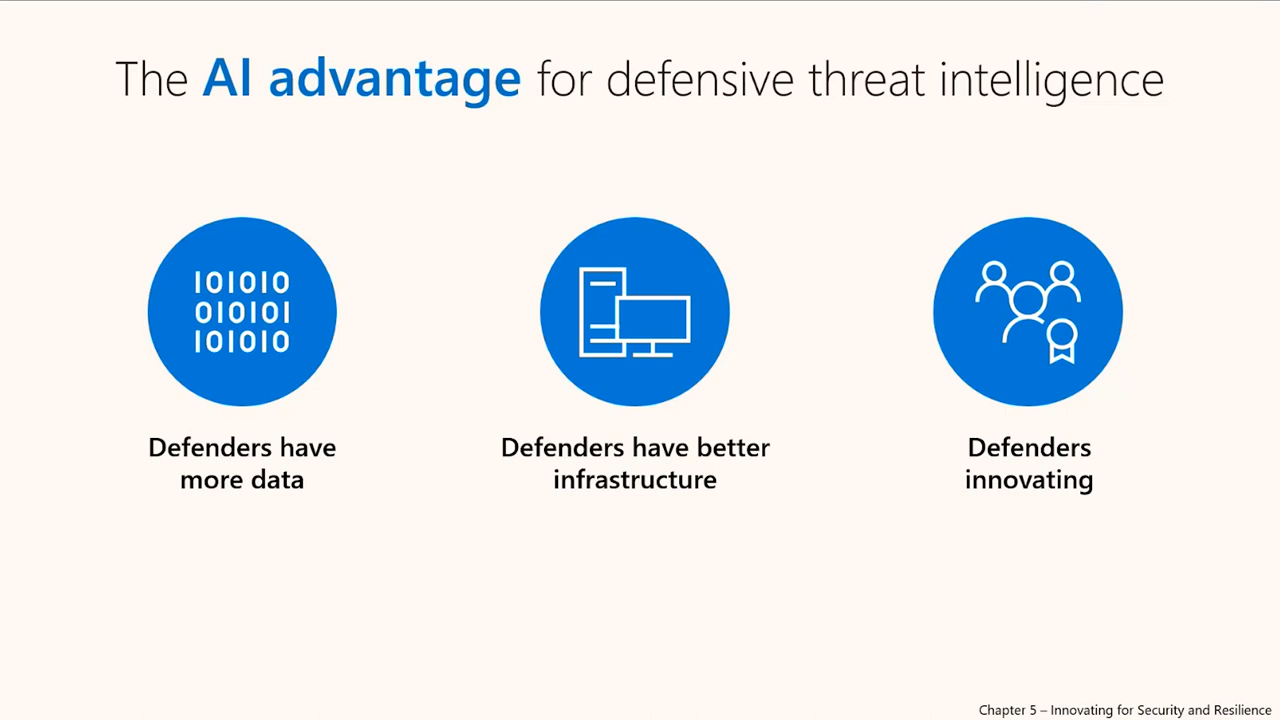 The AI advantage for defensive threat intelligence
101010
010101
101010
Defenders have
more data
Defenders have better
infrastructure
Defenders
innovating
Chapter 5 – Innovating for Security and Resilience